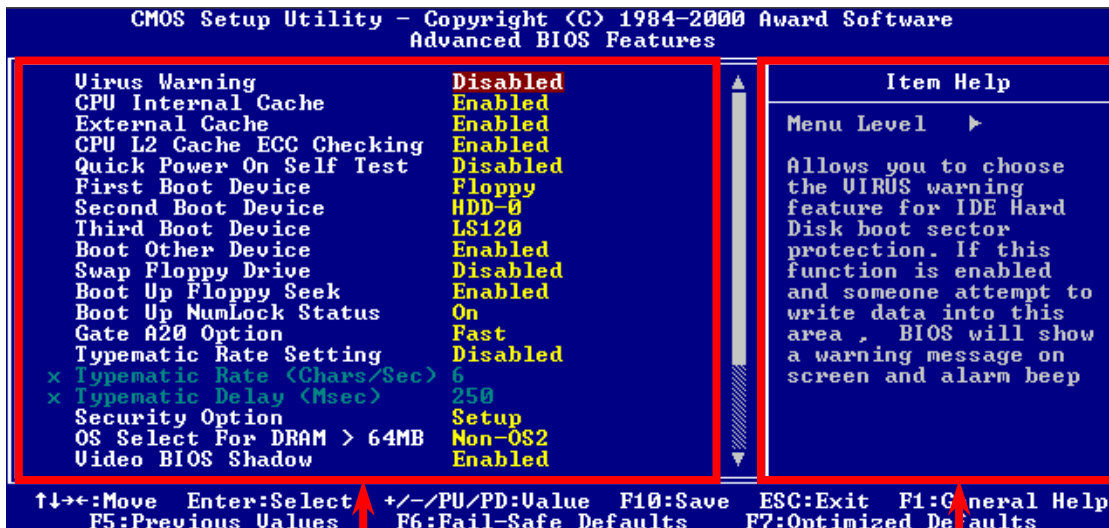 CMOS Setup Utility - Copyright (C) 1984-2000 Award Software
Advanced BIOS Features
Virus Warning Disabled
CPU Internal Cache Enabled
External Cache Enabled
CPU L2 Cache ECC Checking Enabled
Quick Power On Self Test Disabled
First Boot Device Floppy
Second Boot Device HDD-0
Third Boot Device LS120
Boot Other Device Enabled
Swap Floppy Drive Disabled
Boot Up Floppy Seek Enabled
Boot Up NumLock Status On
Gate A20 Option Fast
Typematic Rate Setting Disabled
x Typematic Rate (Chars/Sec) 6
x Typematic Delay (Msec) 250
Security Option Setup
OS Select For DRAM > 64MB Non-OS2
Video BIOS Shadow Enabled
Item Help
Menu Level ►
Allows you to choose
the VIRUS warning
feature for IDE Hard
Disk boot sector
protection. If this
function is enabled
and someone attempt to
write data into this
area , BIOS will show
a warning message on
screen and alarm beep
↑↓→←:Move Enter:Select +/-/PU/PD:Value F10:Save ESC:Exit F1:General Help
F5:Previous Values F6:Fail-Safe Defaults F7:Optimized Defaults